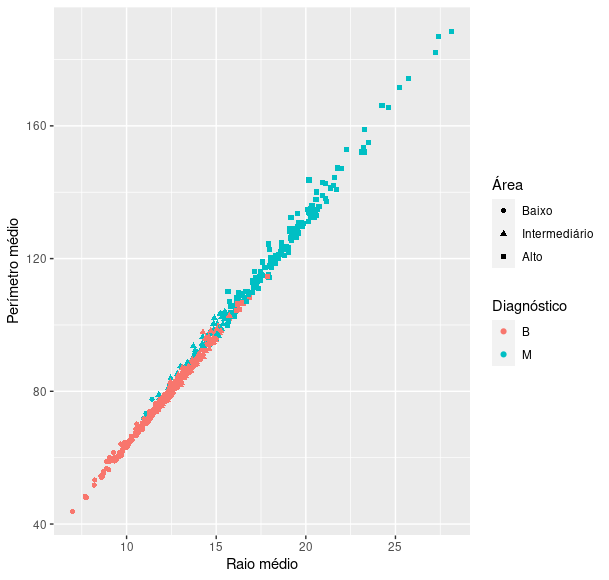 160
120
80
40
10 15 20 25
Raio médio
Perímetro médio
Área
Baixo
Intermediário
Alto
Diagnóstico
B
M